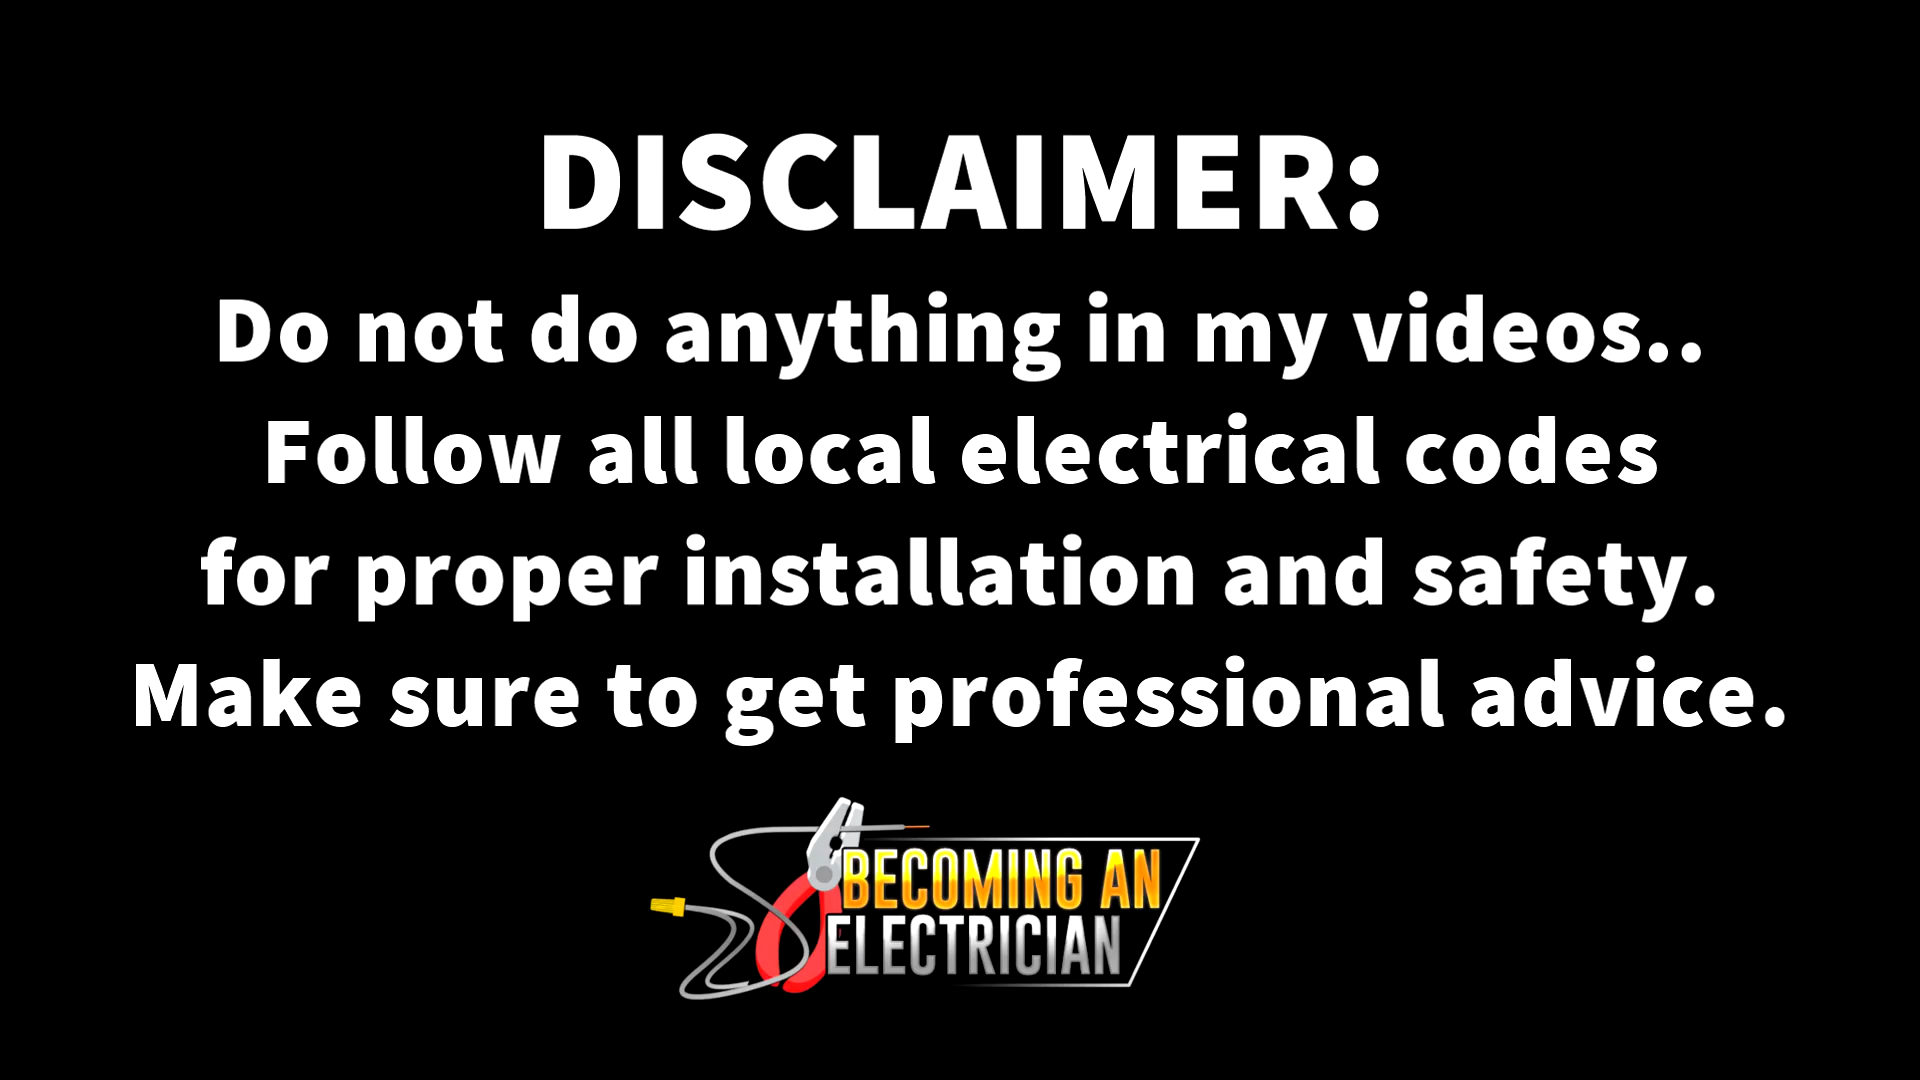 DISCLAIMER:
Do not do anything in my videos..
Follow all local electrical codes
for proper installation and safety.
Make sure to get professional advice.
BECOMING AN
ELECTRICIAN